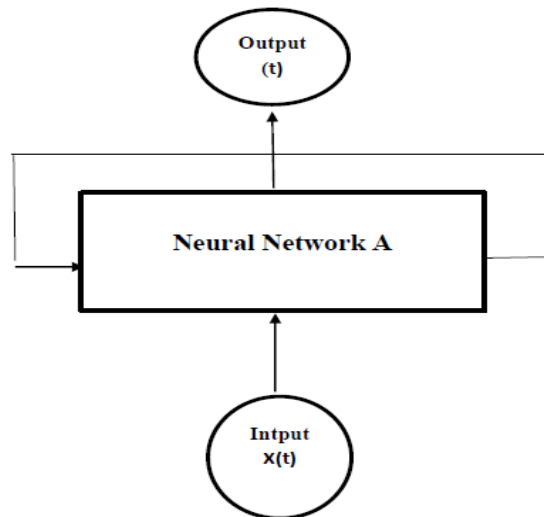 Output
(t)
Neural Network A
Intput
X(t)